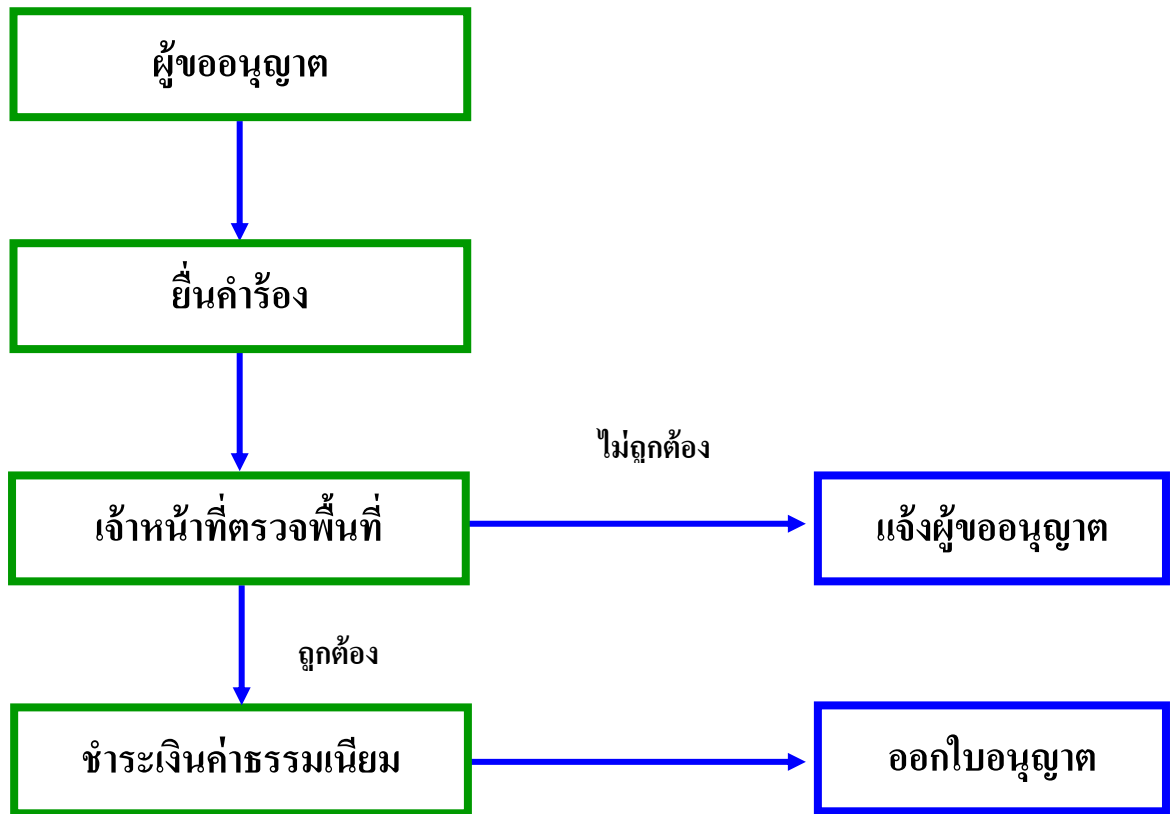 ผู้ขออนุญาต
ยื่นคำร้อง
ไม่ถูกต้อง
เจ้าหน้าที่ตรวจพื้นที่
แจ้งผู้ขออนุญาต
ถูกต้อง
ชำระเงินค่าธรรมเนียม
ออกใบอนุญาต